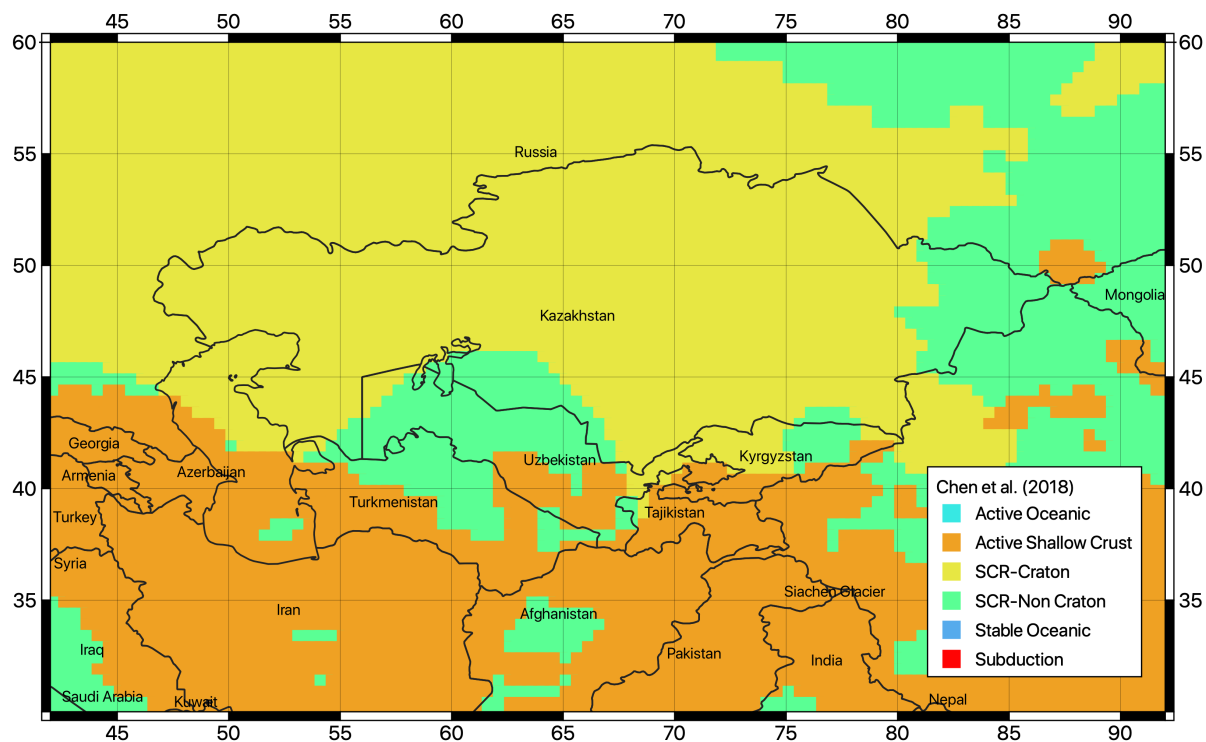 45 50 55 60 65 70 75 80 85 90
60 60
Russia
55 55
50 50
Mongolia
Kazakhstan
45 45
Georgia
Kyrgyzstan
Uzbekistan
Armenia
Azerbaijan
40 40
Chen et al. (2018)
Turkmenistan
Tajikistan
Turkey
Active Oceanic
Active Shallow Crust
Syria
SCR-Craton
Siachen Glacier
35 35
SCR-Non Craton
Iran
Afghanistan
Stable Oceanic
Iraq
Pakistan
India
Subduction
Saudi Arabia
Kuwait
Nepal
45 50 55 60 65 70 75 80 85 90